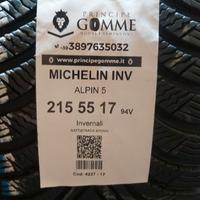 PRINCIPE
GOMME
+39 3897635032
www.principegomme.it
MICHELIN INV
ALPIN 5
215 55 17 94V
Invernali
Cod: 4227 - 17